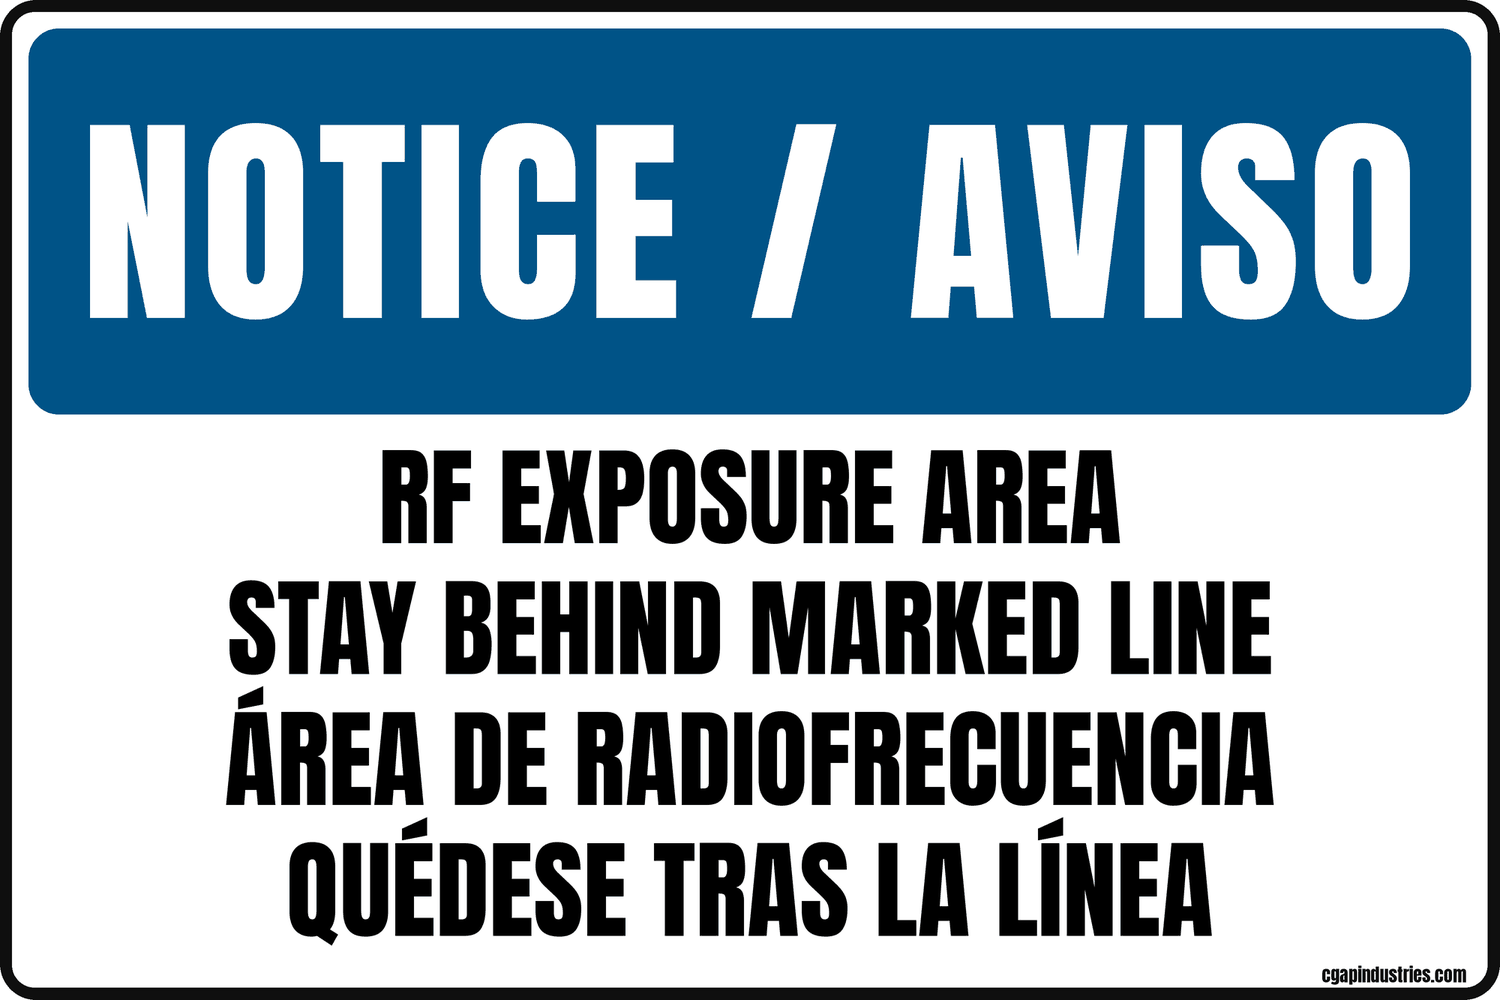 NOTICE / AVISO
RF EXPOSURE AREA
STAY BEHIND MARKED LINE
ÁREA DE RADIOFRECUENCIA
QUÉDESE TRAS LA LÍNEA
cgapindustries.com